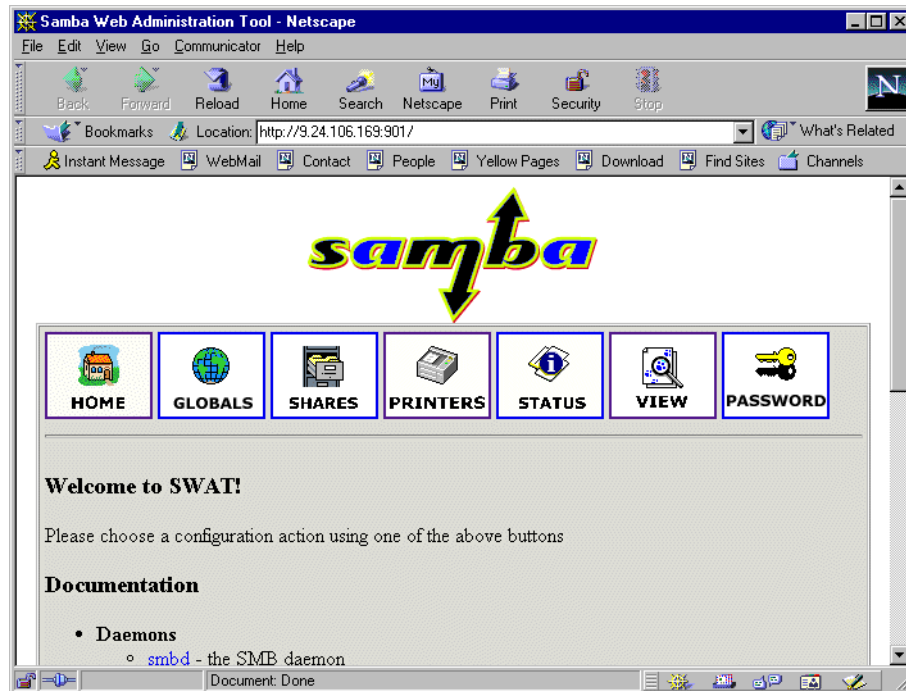 Samba Web Administration Tool - Netscape
File Edit View Go Communicator Help
My
Back Forward Reload Home Search Netscape Print Security Stop
N
Bookmarks Location: http://9.24.106.169:901/ What's Related
Instant Message WebMail Contact People Yellow Pages Download Find Sites Channels
samba
HOME GLOBALS SHARES PRINTERS STATUS VIEW PASSWORD
Welcome to SWAT!
Please choose a configuration action using one of the above buttons
Documentation
• Daemons
◦ smbd - the SMB daemon
Document: Done